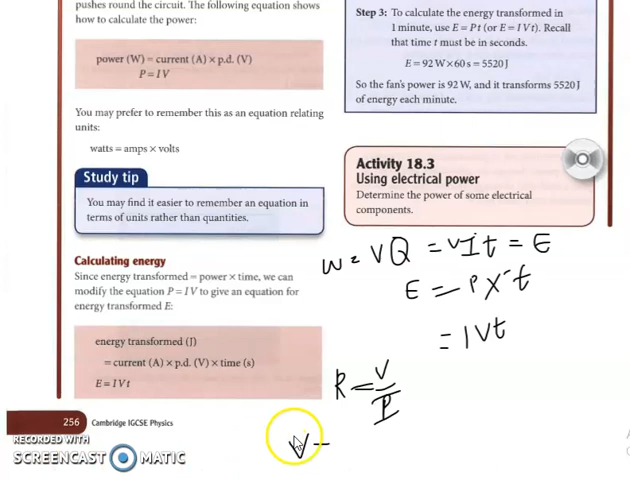 pushes round the circuit. The following equation shows
how to calculate the power:
power (W) = current (A) × p.d. (V)
P = IV
You may prefer to remember this as an equation relating
units:
watts = amps × volts
Study tip
You may find it easier to remember an equation in
terms of units rather than quantities.
Calculating energy
Since energy transformed = power × time, we can
modify the equation P = IV to give an equation for
energy transformed E:
energy transformed (J)
= current (A) × p.d. (V) × time (s)
E = IVt
256 Cambridge IGCSE Physics
RECORDED WITH
SCREENCAST MATIC
Step 3: To calculate the energy transformed in
1 minute, use E = Pt (or E = IVt). Recall
that time t must be in seconds.
E = 92 W × 60 s = 5520 J
So the fan's power is 92 W, and it transforms 5520 J
of energy each minute.
Activity 18.3
Using electrical power
Determine the power of some electrical
components.
W = VQ = VIt = E
E = P × t
= IVt
R = V/I
V -